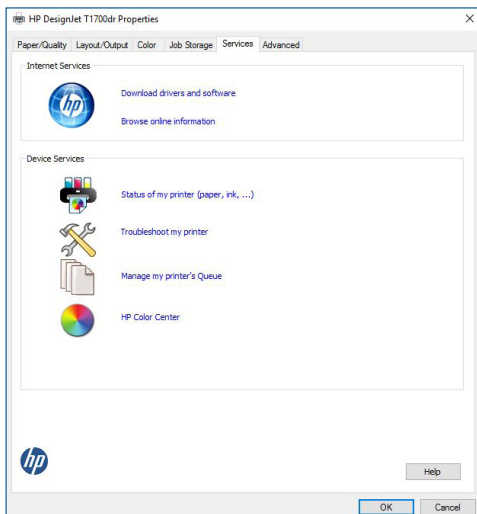 HP DesignJet T1700dr Properties
Paper/Quality Layout/Output Color Job Storage Services Advanced
Internet Services
hp
Download drivers and software
Browse online information
Device Services
Status of my printer (paper, ink, ...)
Troubleshoot my printer
Manage my printer's Queue
HP Color Center
hp
Help
OK Cancel